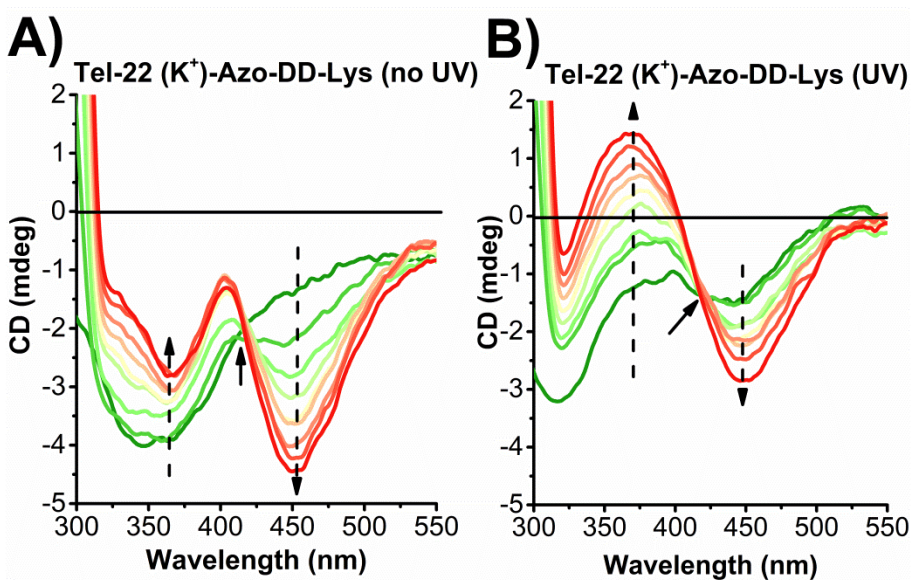 A)
Tel-22 (K⁺)-Azo-DD-Lys (no UV)
2
1
0
-1
-2
-3
-4
-5
CD (mdeg)
300 350 400 450 500 550
Wavelength (nm)
B)
Tel-22 (K⁺)-Azo-DD-Lys (UV)
2
1
0
-1
-2
-3
-4
-5
CD (mdeg)
300 350 400 450 500 550
Wavelength (nm)